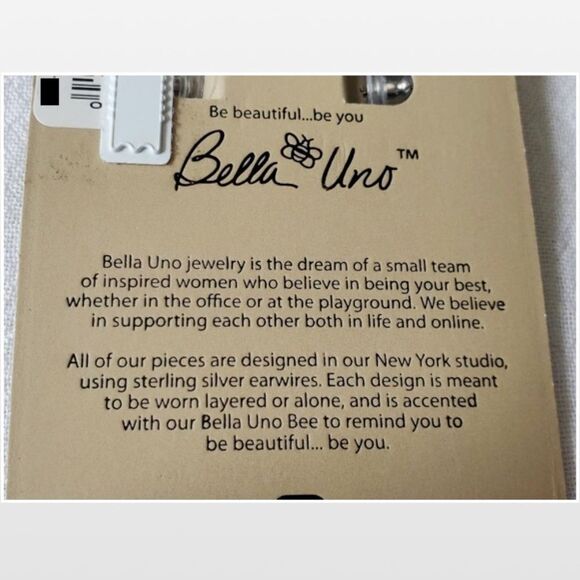 0
Be beautiful...be you
Bella Uno™
Bella Uno jewelry is the dream of a small team
of inspired women who believe in being your best,
whether in the office or at the playground. We believe
in supporting each other both in life and online.
All of our pieces are designed in our New York studio,
using sterling silver earwires. Each design is meant
to be worn layered or alone, and is accented
with our Bella Uno Bee to remind you to
be beautiful... be you.